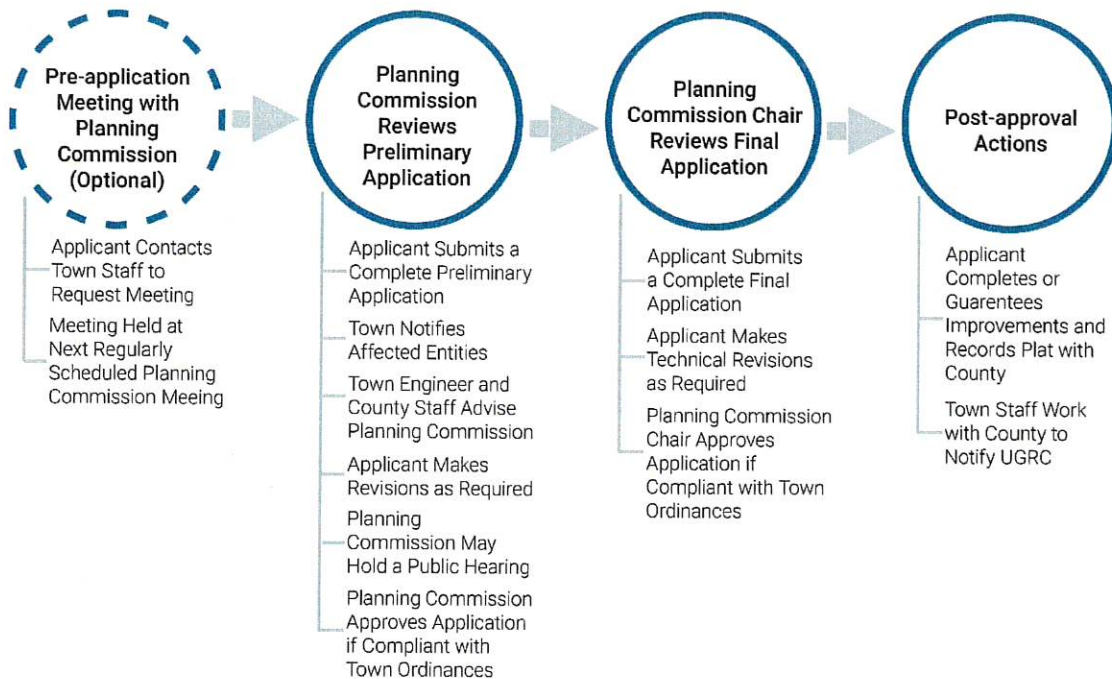 Pre-application
Meeting with
Planning
Commission
(Optional)
Applicant Contacts
Town Staff to
Request Meeting
Meeting Held at
Next Regularly
Scheduled Planning
Commission Meeing
Planning
Commission
Reviews
Preliminary
Application
Applicant Submits a
Complete Preliminary
Application
Town Notifies
Affected Entities
Town Engineer and
County Staff Advise
Planning Commission
Applicant Makes
Revisions as Required
Planning
Commission May
Hold a Public Hearing
Planning Commission
Approves Application
if Compliant with
Town Ordinances
Planning
Commission Chair
Reviews Final
Application
Applicant Submits
a Complete Final
Application
Applicant Makes
Technical Revisions
as Required
Planning Commission
Chair Approves
Application if
Compliant with Town
Ordinances
Post-approval
Actions
Applicant
Completes or
Guarentees
Improvements and
Records Plat with
County
Town Staff Work
with County to
Notify UGRC